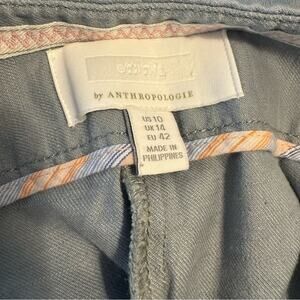 by ANTHROPOLOGIE
US 10
UK 14
EU 42
MADE IN
PHILIPPINES